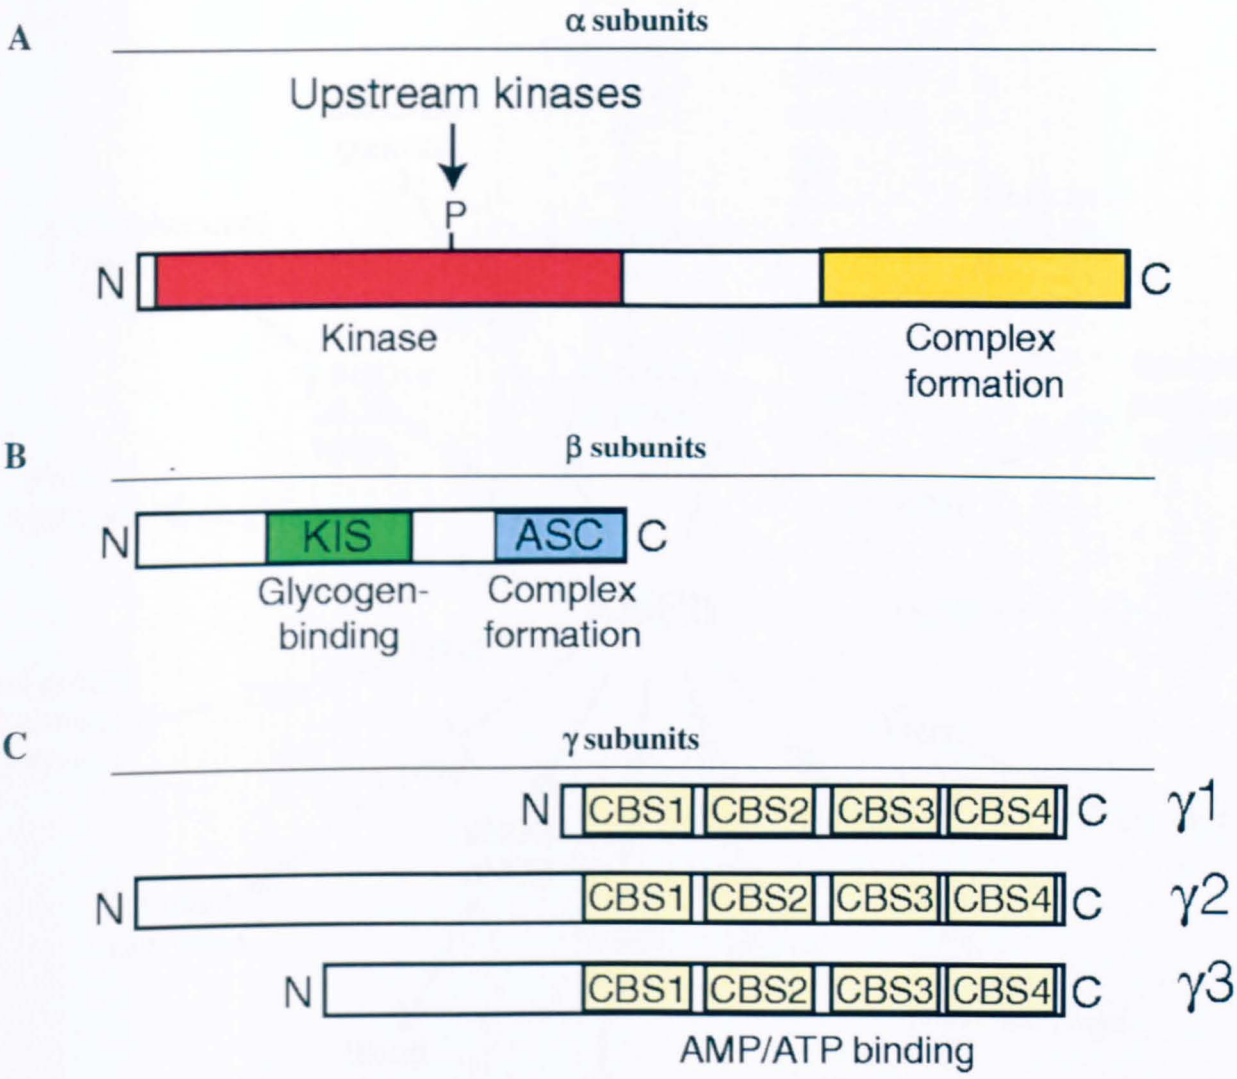 A
α subunits
Upstream kinases
P
N
C
Kinase
Complex
formation
B
β subunits
N KIS ASC C
Glycogen-
binding
Complex
formation
C
γ subunits
N CBS1 CBS2 CBS3 CBS4 C γ1
N CBS1 CBS2 CBS3 CBS4 C γ2
N CBS1 CBS2 CBS3 CBS4 C γ3
AMP/ATP binding